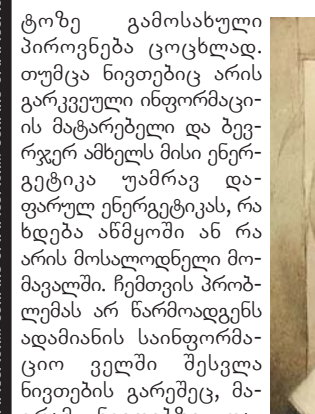 ტოზე გამოსახული
პიროვნება ცოცხლად.
თუმცა ნივთებიც არის
გარკვეული ინფორმაცი-
ის მატარებელი და ბევ-
რჯერ ამხელს მისი ენერ-
გეტიკა უამრავ და-
ფარულ ენერგეტიკას, რა
ხდება აწმყოში ან რა
არის მოსალოდნელი მო-
მავალში. ჩემთვის პრობ-
ლემას არ წარმოადგენს
ადამიანის საინფორმა-
ციო ველში შესვლა
ნივთების გარეშეც, მა-